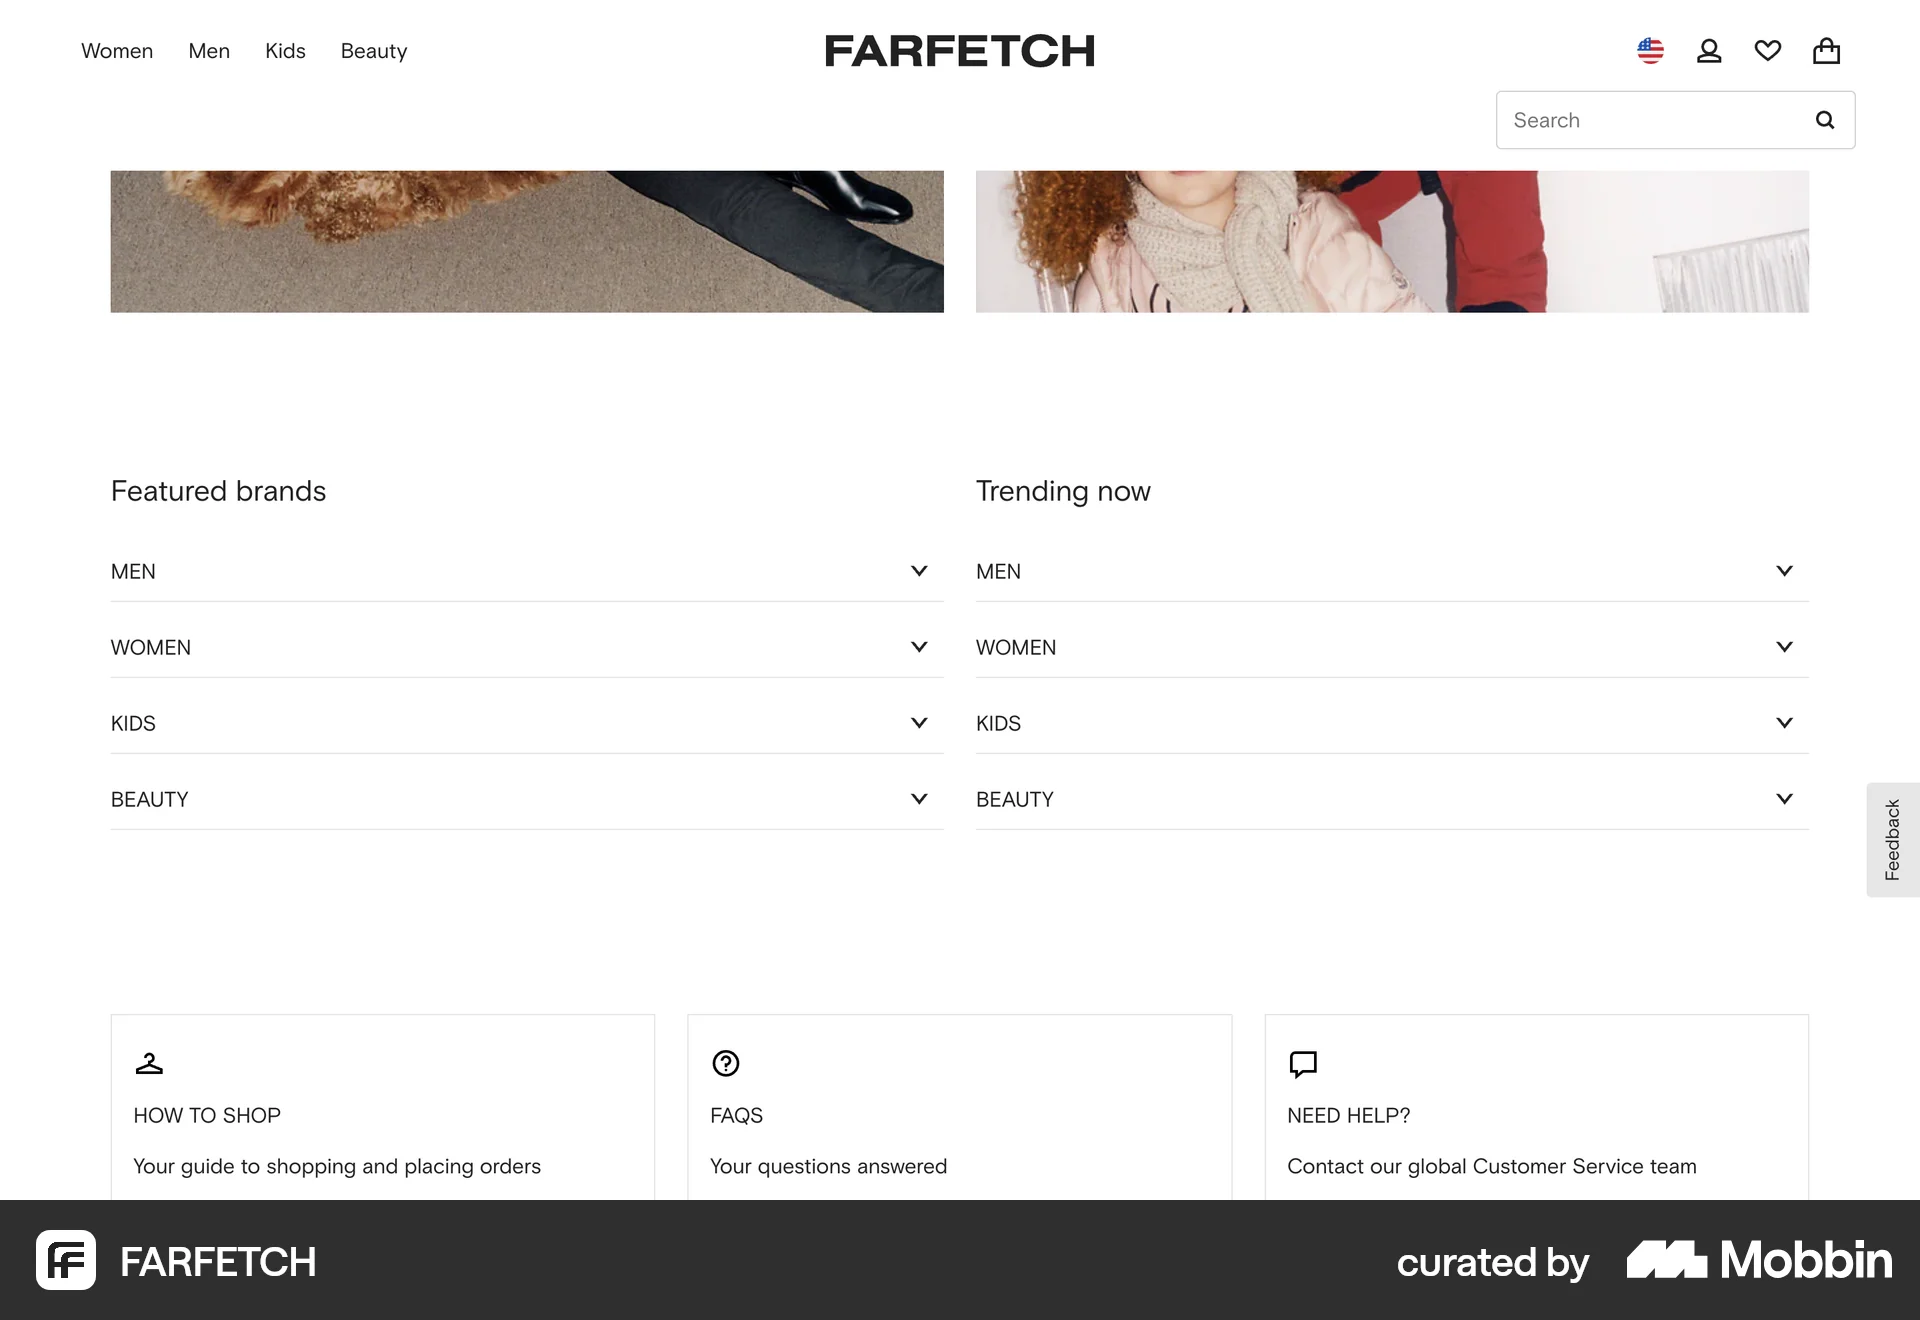 Women Men Kids Beauty
FARFETCH
Search
Featured brands
MEN
WOMEN
KIDS
BEAUTY
Trending now
MEN
WOMEN
KIDS
BEAUTY
Feedback
HOW TO SHOP
Your guide to shopping and placing orders
FAQS
Your questions answered
NEED HELP?
Contact our global Customer Service team
FARFETCH
curated by Mobbin